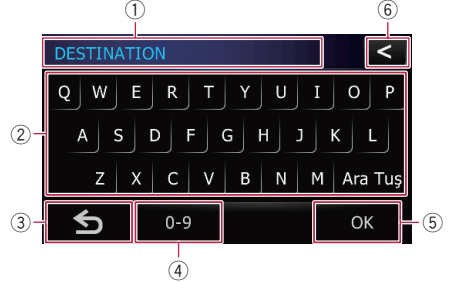 ① ⑥
DESTINATION <
② Q W E R T Y U I O P
A S D F G H J K L
Z X C V B N M Ara Tuş
③ 0-9 OK ⑤
④